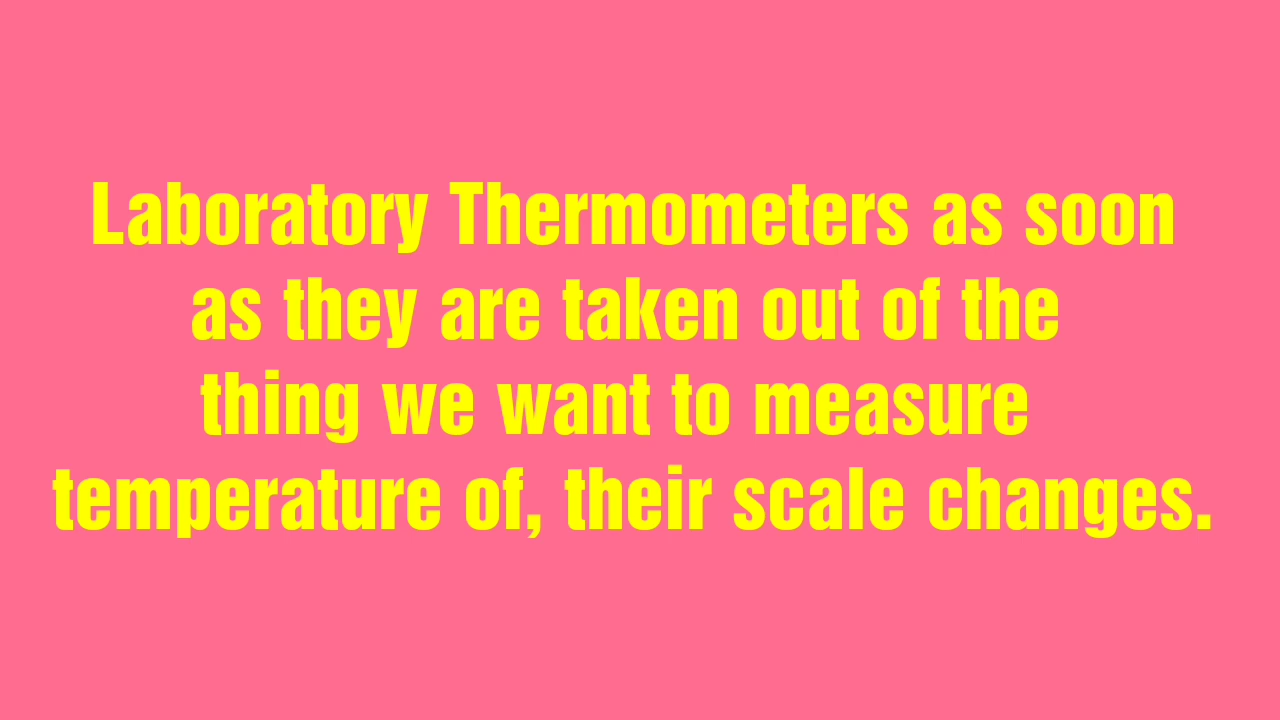 Laboratory Thermometers as soon
as they are taken out of the
thing we want to measure
temperature of, their scale changes.